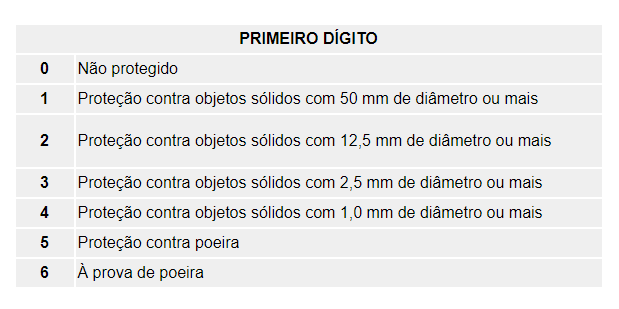 PRIMEIRO DÍGITO
0 Não protegido
1 Proteção contra objetos sólidos com 50 mm de diâmetro ou mais
2 Proteção contra objetos sólidos com 12,5 mm de diâmetro ou mais
3 Proteção contra objetos sólidos com 2,5 mm de diâmetro ou mais
4 Proteção contra objetos sólidos com 1,0 mm de diâmetro ou mais
5 Proteção contra poeira
6 À prova de poeira